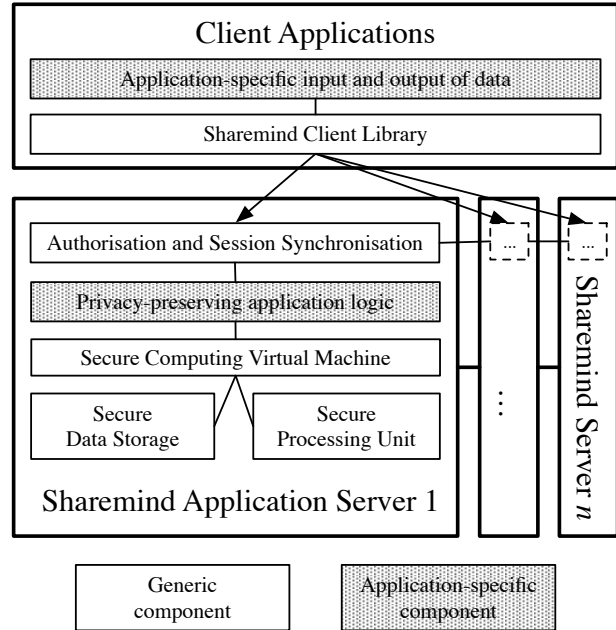 Client Applications
Application-specific input and output of data
Sharemind Client Library
Authorisation and Session Synchronisation
...
...
Privacy-preserving application logic
Secure Computing Virtual Machine
Secure
Data Storage
Secure
Processing Unit
Sharemind Application Server 1
...
Sharemind Server n
Generic
component
Application-specific
component